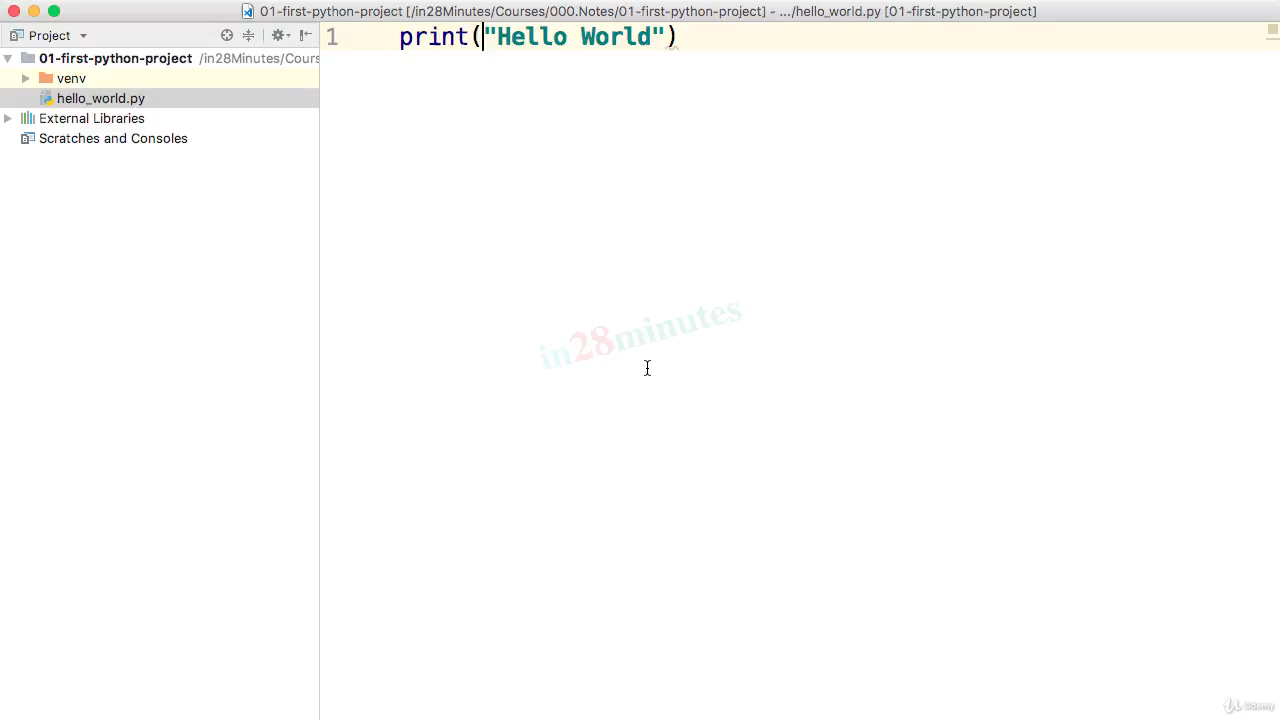 01-first-python-project [/in28Minutes/Courses/000.Notes/01-first-python-project] - .../hello_world.py [01-first-python-project]
Project
01-first-python-project /in28Minutes/Cours
venv
hello_world.py
External Libraries
Scratches and Consoles
1 print("Hello World")
in28minutes
Udemy